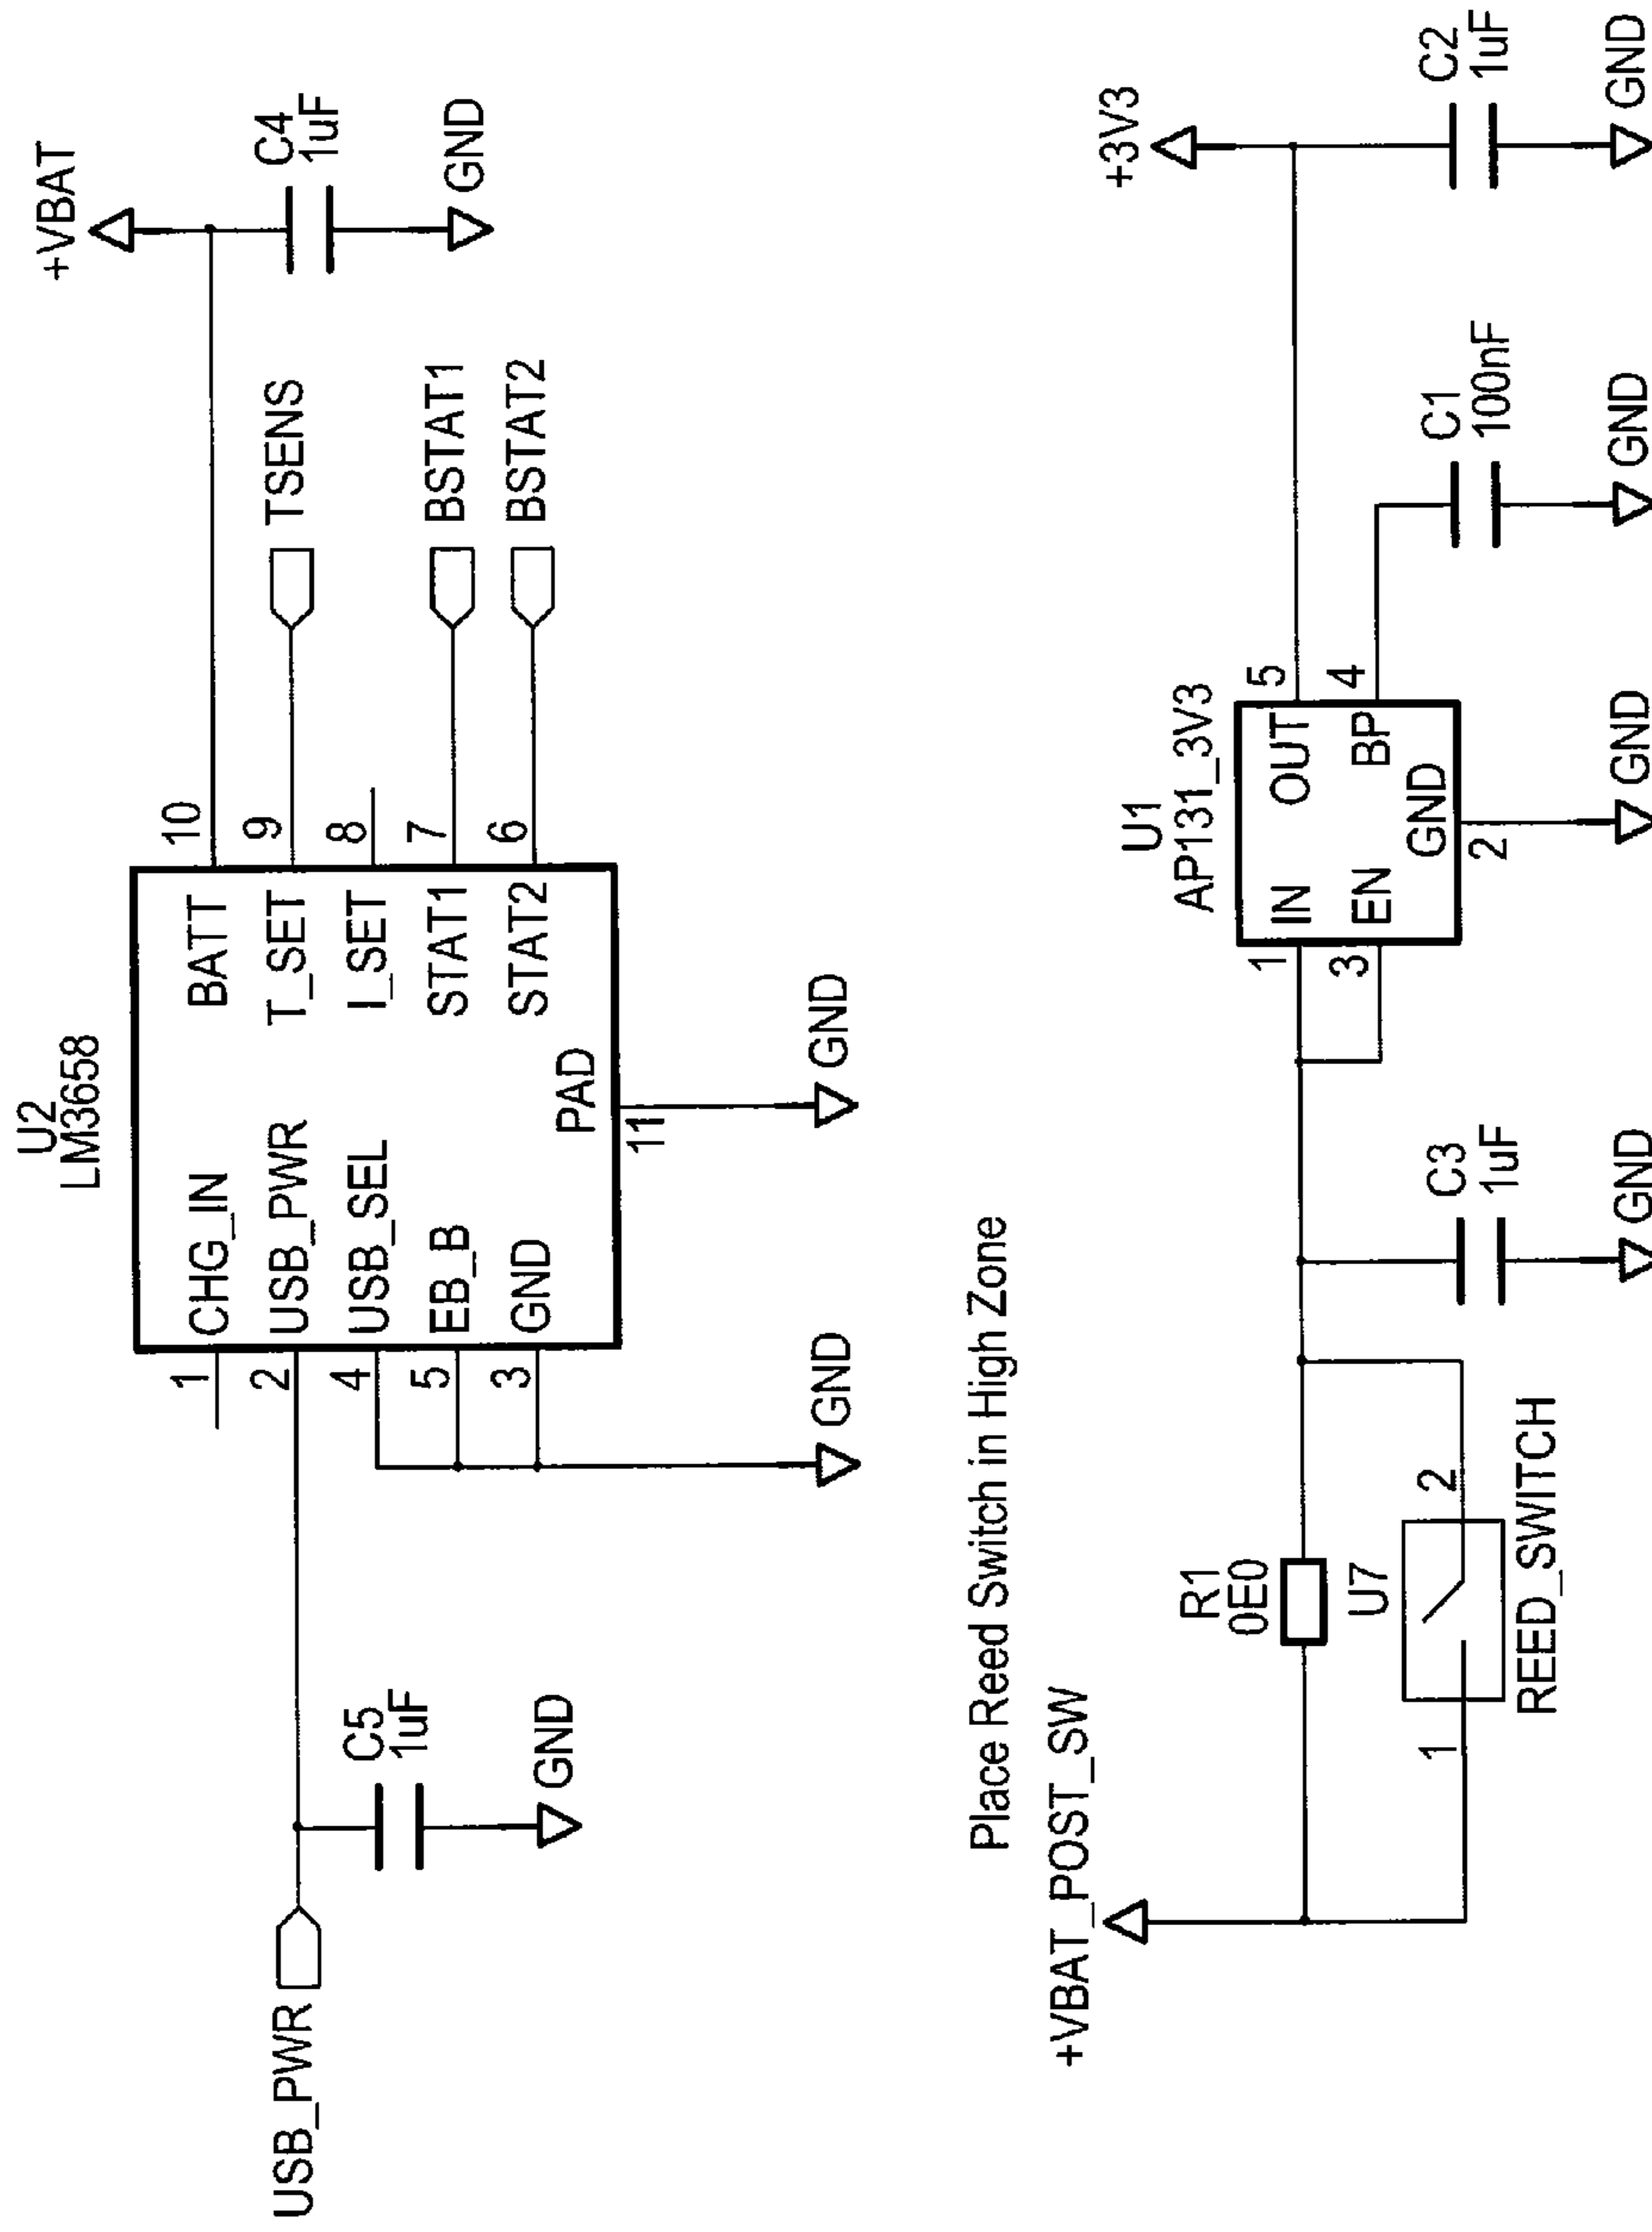 U2
LM3658
+VBAT
CHG_IN
BATT
1
10
C4
1uF
USB_PWR
USB_PWR
T_SET
2
9
TSENS
C5
1uF
USB_SEL
I_SET
4
8
GND
EB_B
STAT1
5
7
BSTAT1
GND
GND
STAT2
3
6
BSTAT2
PAD
11
GND
GND
Place Reed Switch in High Zone
+VBAT_POST_SW
U1
AP131_3V3
+3V3
R1
0E0
1
IN
OUT
5
U7
3
EN
BP
4
1
2
C3
1uF
GND
2
C1
100nF
C2
1uF
REED_SWITCH
GND
GND
GND
GND